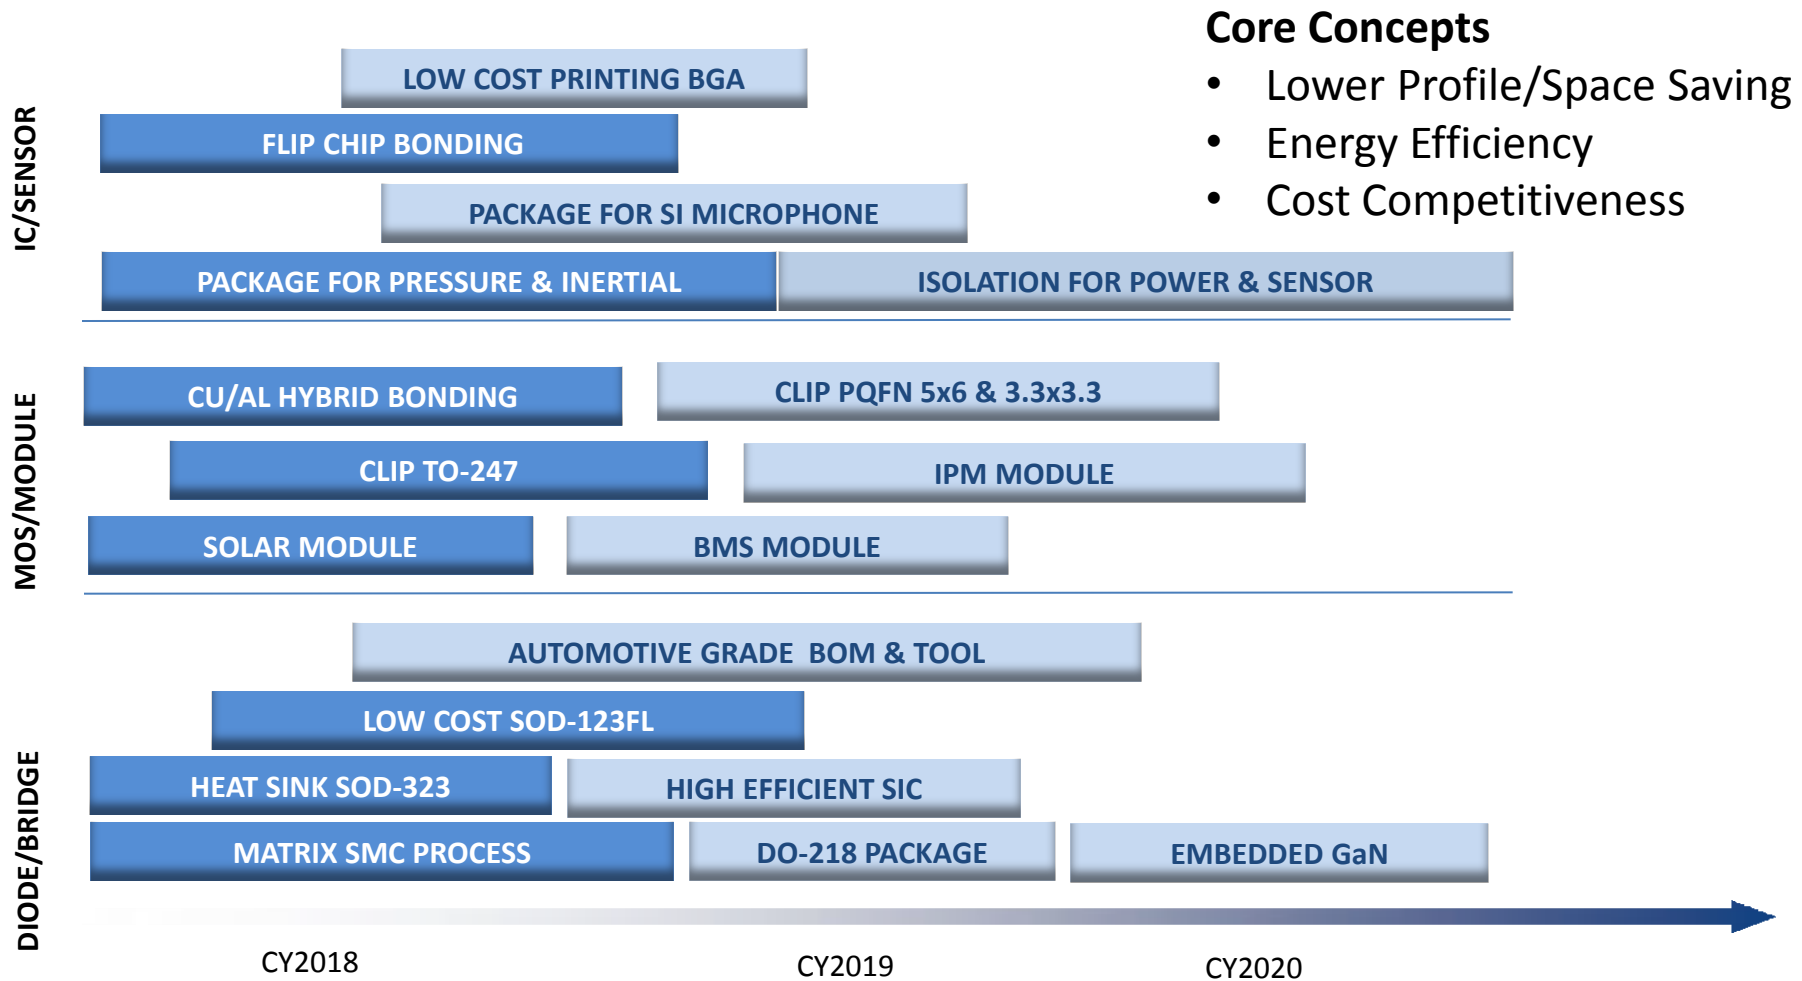 Core Concepts
• Lower Profile/Space Saving
• Energy Efficiency
• Cost Competitiveness
IC/SENSOR
LOW COST PRINTING BGA
FLIP CHIP BONDING
PACKAGE FOR SI MICROPHONE
PACKAGE FOR PRESSURE & INERTIAL
ISOLATION FOR POWER & SENSOR
MOS/MODULE
CU/AL HYBRID BONDING
CLIP PQFN 5x6 & 3.3x3.3
CLIP TO-247
IPM MODULE
SOLAR MODULE
BMS MODULE
DIODE/BRIDGE
AUTOMOTIVE GRADE BOM & TOOL
LOW COST SOD-123FL
HEAT SINK SOD-323
HIGH EFFICIENT SIC
MATRIX SMC PROCESS
DO-218 PACKAGE
EMBEDDED GaN
CY2018
CY2019
CY2020